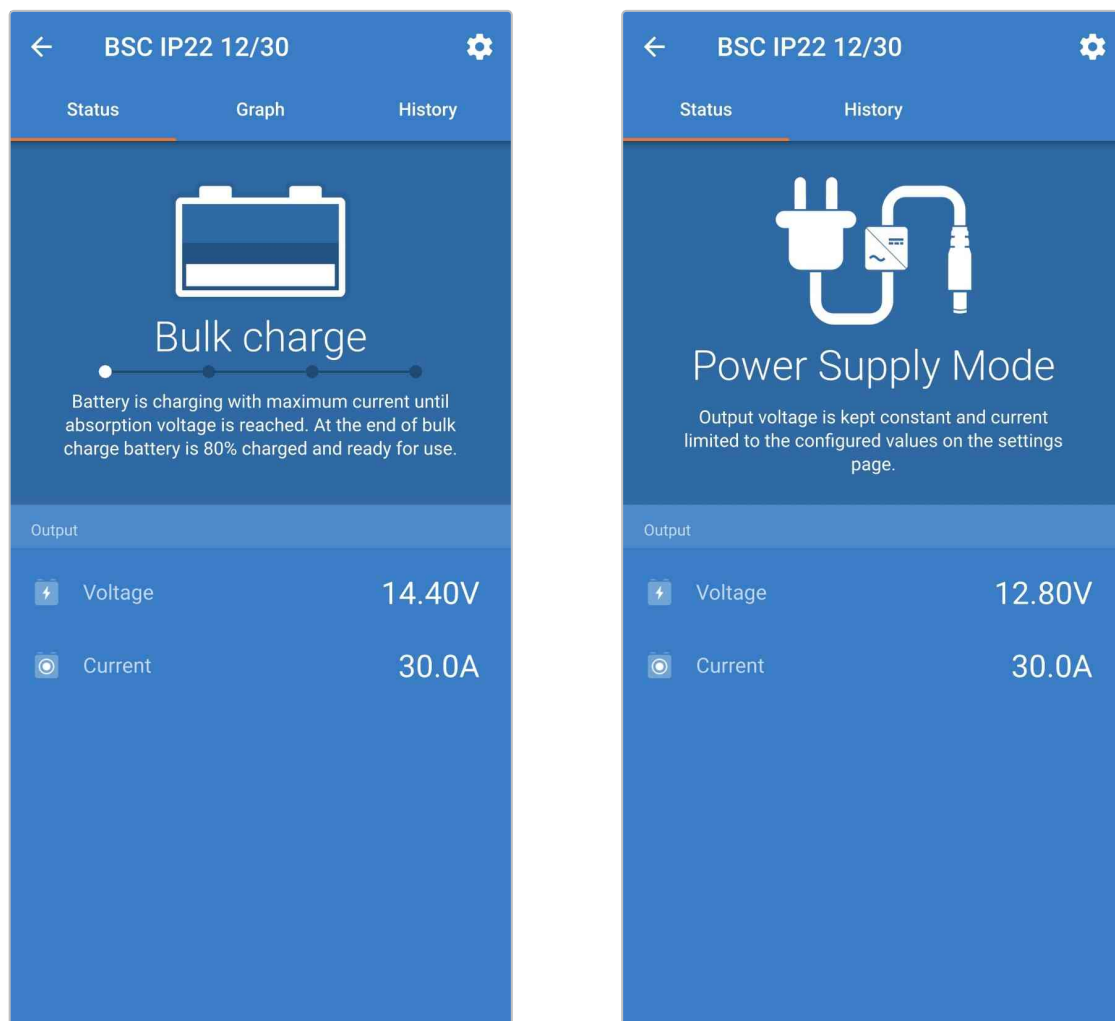 BSC IP22 12/30
Status Graph History
Bulk charge
Battery is charging with maximum current until
absorption voltage is reached. At the end of bulk
charge battery is 80% charged and ready for use.
Output
Voltage 14.40V
Current 30.0A
BSC IP22 12/30
Status History
Power Supply Mode
Output voltage is kept constant and current
limited to the configured values on the settings
page.
Output
Voltage 12.80V
Current 30.0A